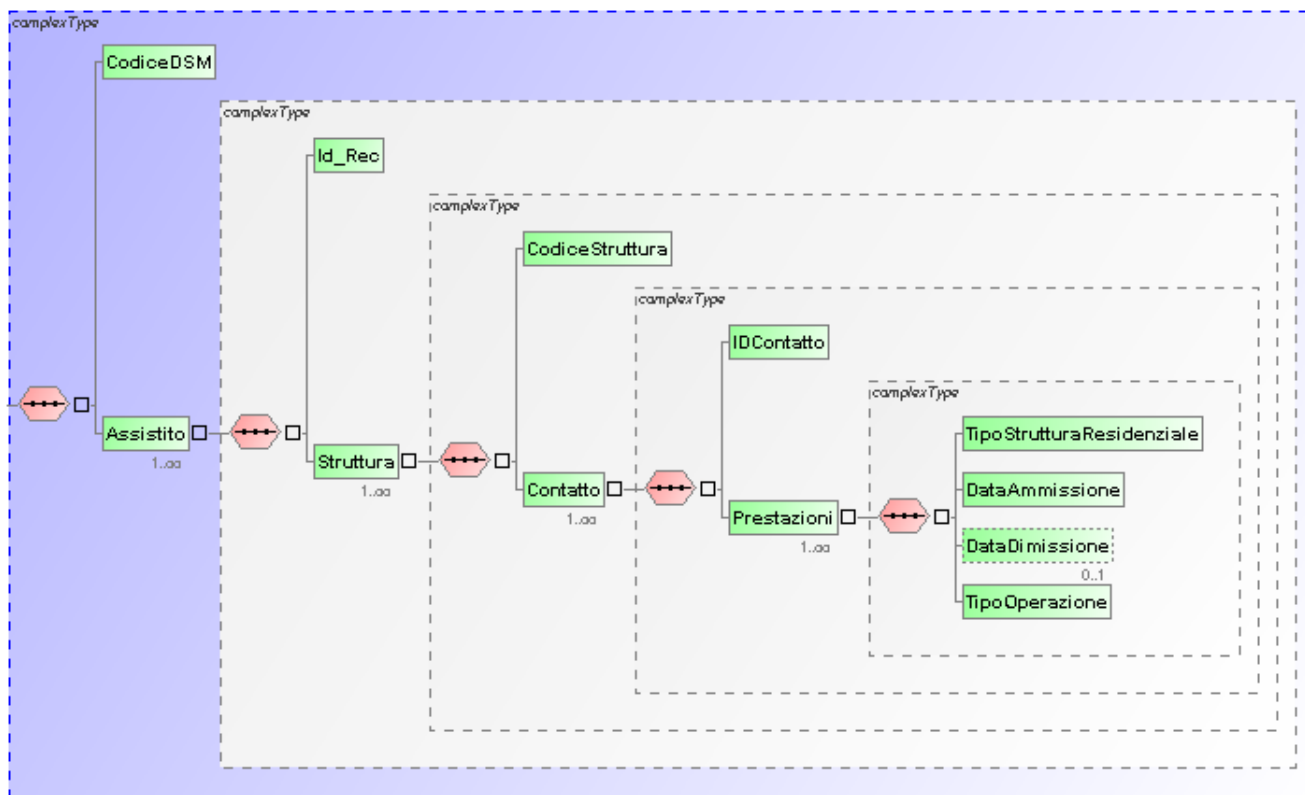 complexType
CodiceDSM
complexType
Id_Rec
complexType
CodiceStruttura
complexType
IDContatto
complexType
Assistito
1..∞
Struttura
1..∞
Contatto
1..∞
Prestazioni
1..∞
TipoStrutturaResidenziale
DataAmmissione
DataDimissione
0..1
TipoOperazione